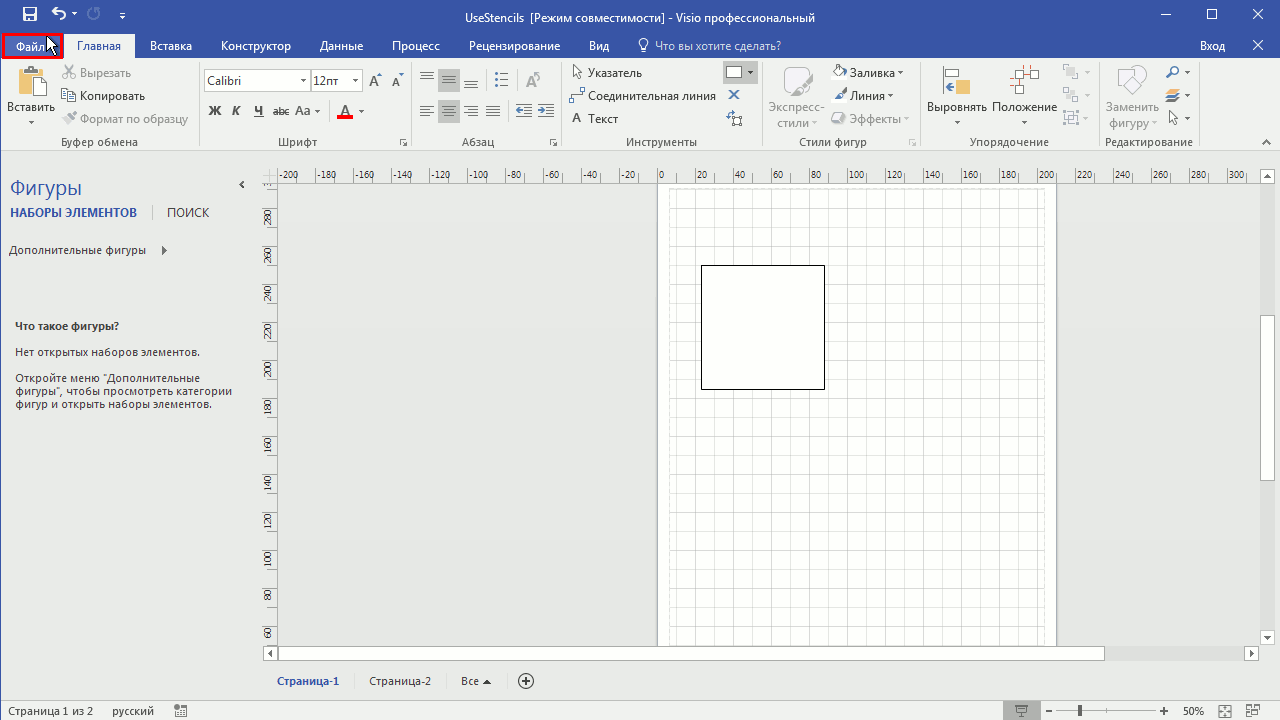 UseStencils [Режим совместимости] - Visio профессиональный
Файл Главная Вставка Конструктор Данные Процесс Рецензирование Вид Что вы хотите сделать? Вход
Вставить
Вырезать
Копировать
Формат по образцу
Буфер обмена
Calibri 12пт
Ж К Ч abc Aa A
Шрифт
Абзац
Указатель
Соединительная линия
A Текст
Инструменты
Экспресс-
стили
Заливка
Линия
Эффекты
Стили фигур
Выровнять Положение
Упорядочение
Заменить
фигуру
Редактирование
Фигуры
НАБОРЫ ЭЛЕМЕНТОВ ПОИСК
Дополнительные фигуры
Что такое фигуры?
Нет открытых наборов элементов.
Откройте меню "Дополнительные
фигуры", чтобы просмотреть категории
фигур и открыть наборы элементов.
-200 -180 -160 -140 -120 -100 -80 -60 -40 -20 0 20 40 60 80 100 120 140 160 180 200 220 240 260 280 300
280
260
240
220
200
180
160
140
120
100
80
60
Страница-1 Страница-2 Все
Страница 1 из 2 русский 50%